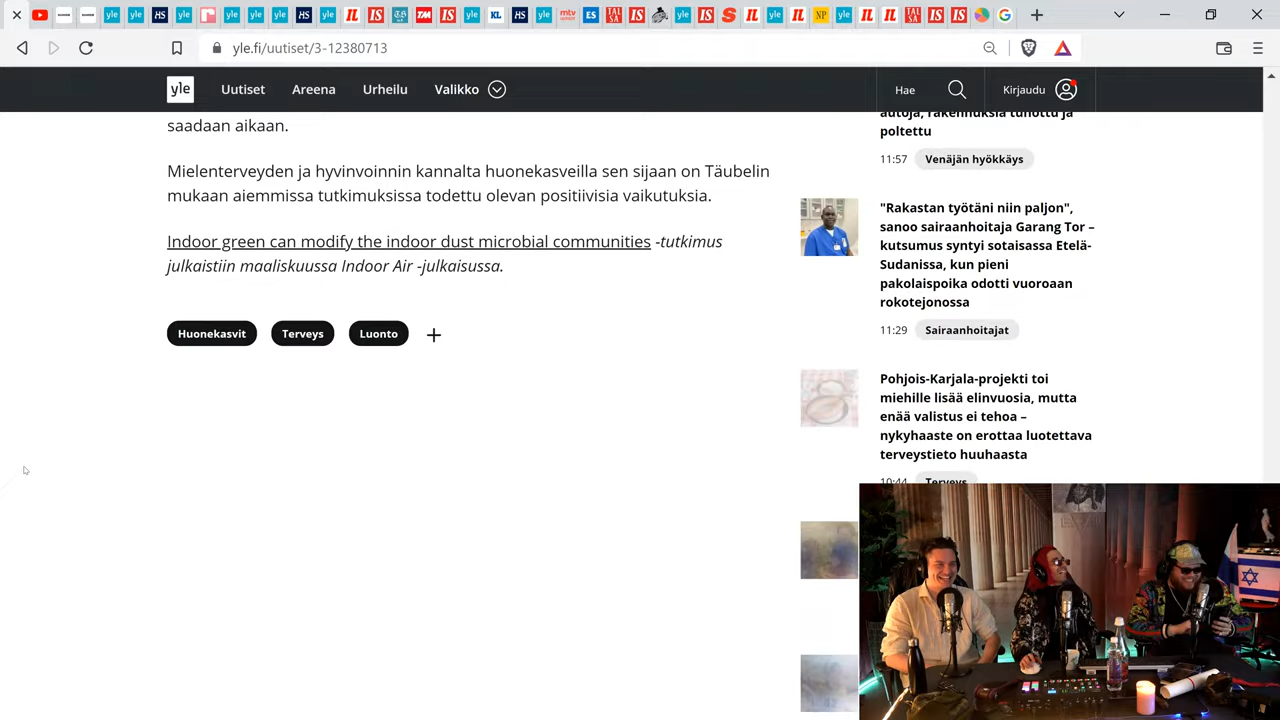 yle.fi/uutiset/3-12380713
yle
Uutiset
Areena
Urheilu
Valikko
Hae
Kirjaudu
saadaan aikaan.
Mielenterveyden ja hyvinvoinnin kannalta huonekasveilla sen sijaan on Täubelin
mukaan aiemmissa tutkimuksissa todettu olevan positiivisia vaikutuksia.
Indoor green can modify the indoor dust microbial communities -tutkimus
julkaistiin maaliskuussa Indoor Air -julkaisussa.
Huonekasvit
Terveys
Luonto
autoja, rakennuksia tuhottu ja
poltettu
11:57 Venäjän hyökkäys
"Rakastan työtäni niin paljon",
sanoo sairaanhoitaja Garang Tor –
kutsumus syntyi sotaisassa Etelä-
Sudanissa, kun pieni
pakolaispoika odotti vuoroaan
rokotejonossa
11:29 Sairaanhoitajat
Pohjois-Karjala-projekti toi
miehille lisää elinvuosia, mutta
enää valistus ei tehoa –
nykyhaaste on erottaa luotettava
terveystieto huuhaasta
10:44 Terveys